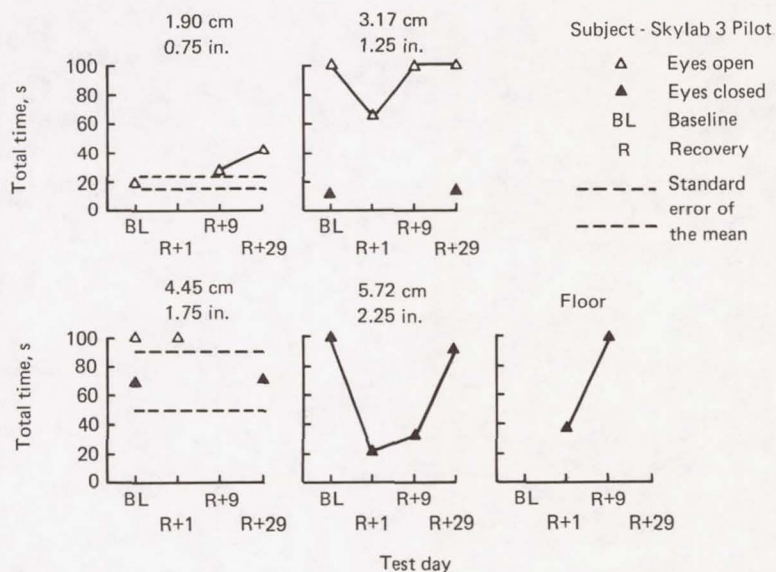 1.90 cm
0.75 in.
Total time, s
100
80
60
40
20
0
BL
R+9
R+1
R+29
3.17 cm
1.25 in.
BL
R+9
R+1
R+29
Subject - Skylab 3 Pilot
Eyes open
Eyes closed
BL Baseline
R Recovery
Standard
error of
the mean
4.45 cm
1.75 in.
Total time, s
100
80
60
40
20
0
BL
R+9
R+1
R+29
5.72 cm
2.25 in.
BL
R+9
R+1
R+29
Floor
BL
R+9
R+1
R+29
Test day